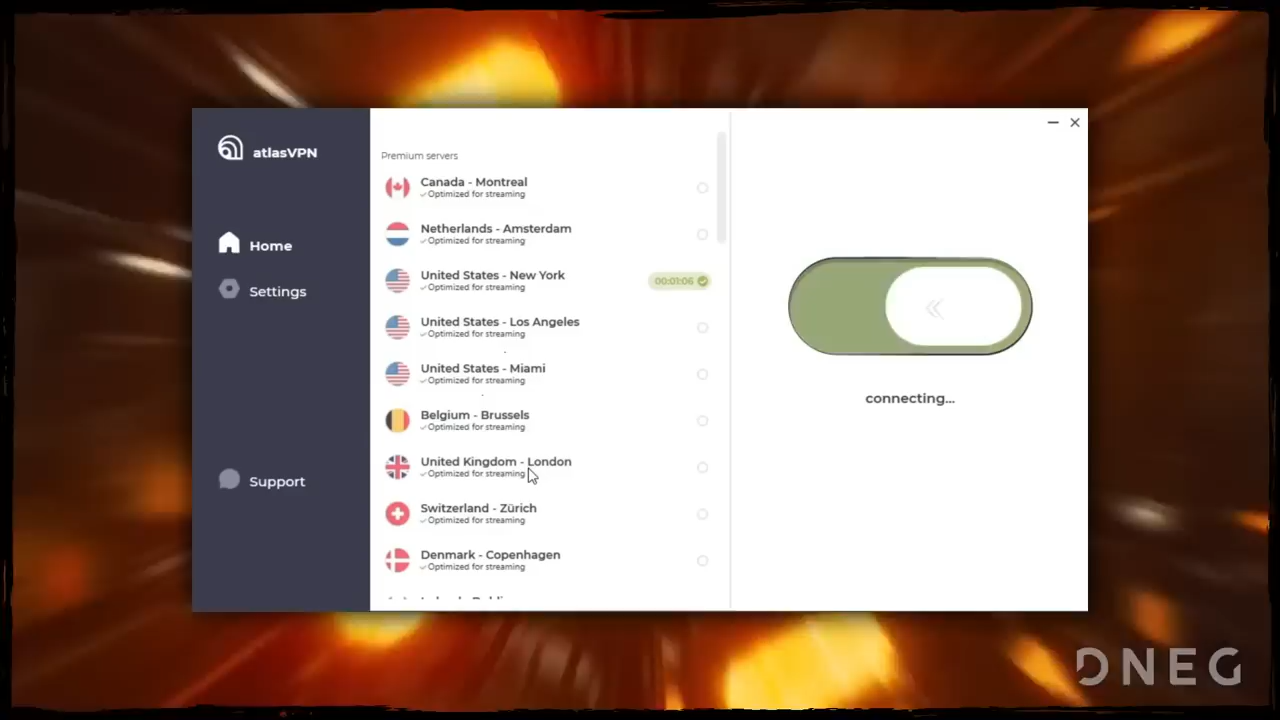 atlasVPN
Home
Settings
Support
Premium servers
Canada - Montreal
Optimized for streaming
Netherlands - Amsterdam
Optimized for streaming
United States - New York
Optimized for streaming
00:01:06
United States - Los Angeles
Optimized for streaming
United States - Miami
Optimized for streaming
Belgium - Brussels
Optimized for streaming
United Kingdom - London
Optimized for streaming
Switzerland - Zürich
Optimized for streaming
Denmark - Copenhagen
Optimized for streaming
connecting...
DNEG